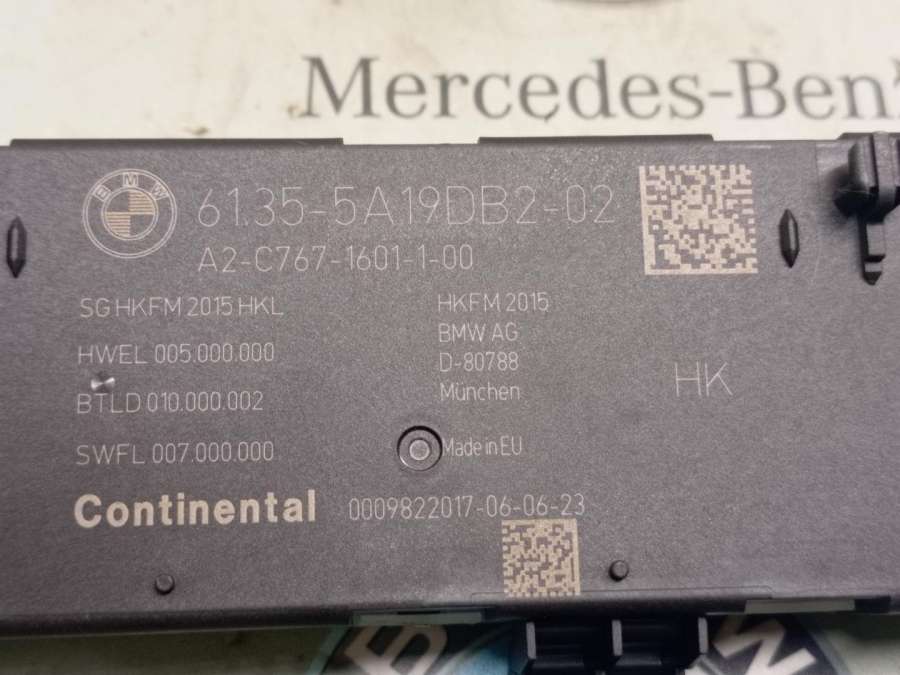 Mercedes-Ben
BMW
61.35-5A19DB2-02
A2-C767-1601-1-00
SG HKFM 2015 HKL
HWEL 005.000.000
BTLD 010.000.002
SWFL 007.000.000
HKFM 2015
BMW AG
D-80788
München
HK
Made in EU
Continental 0009822017-06-06-23